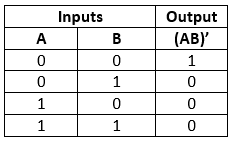 Inputs Output
A B (AB)’
0 0 1
0 1 0
1 0 0
1 1 0